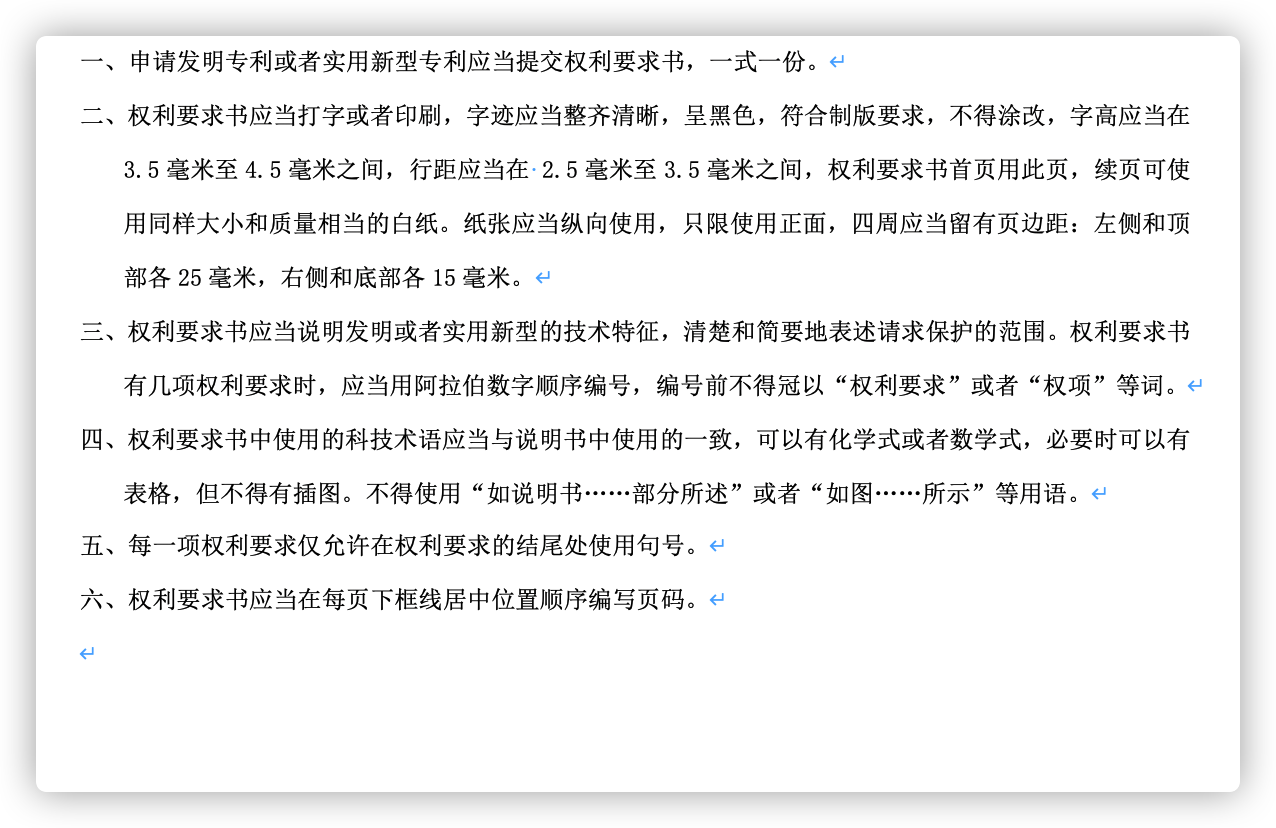 一、申请发明专利或者实用新型专利应当提交权利要求书，一式一份。
二、权利要求书应当打字或者印刷，字迹应当整齐清晰，呈黑色，符合制版要求，不得涂改，字高应当在
3.5 毫米至 4.5 毫米之间，行距应当在 2.5 毫米至 3.5 毫米之间，权利要求书首页用此页，续页可使
用同样大小和质量相当的白纸。纸张应当纵向使用，只限使用正面，四周应当留有页边距：左侧和顶
部各 25 毫米，右侧和底部各 15 毫米。
三、权利要求书应当说明发明或者实用新型的技术特征，清楚和简要地表述请求保护的范围。权利要求书
有几项权利要求时，应当用阿拉伯数字顺序编号，编号前不得冠以“权利要求”或者“权项”等词。
四、权利要求书中使用的科技术语应当与说明书中使用的一致，可以有化学式或者数学式，必要时可以有
表格，但不得有插图。不得使用“如说明书……部分所述”或者“如图……所示”等用语。
五、每一项权利要求仅允许在权利要求的结尾处使用句号。
六、权利要求书应当在每页下框线居中位置顺序编写页码。